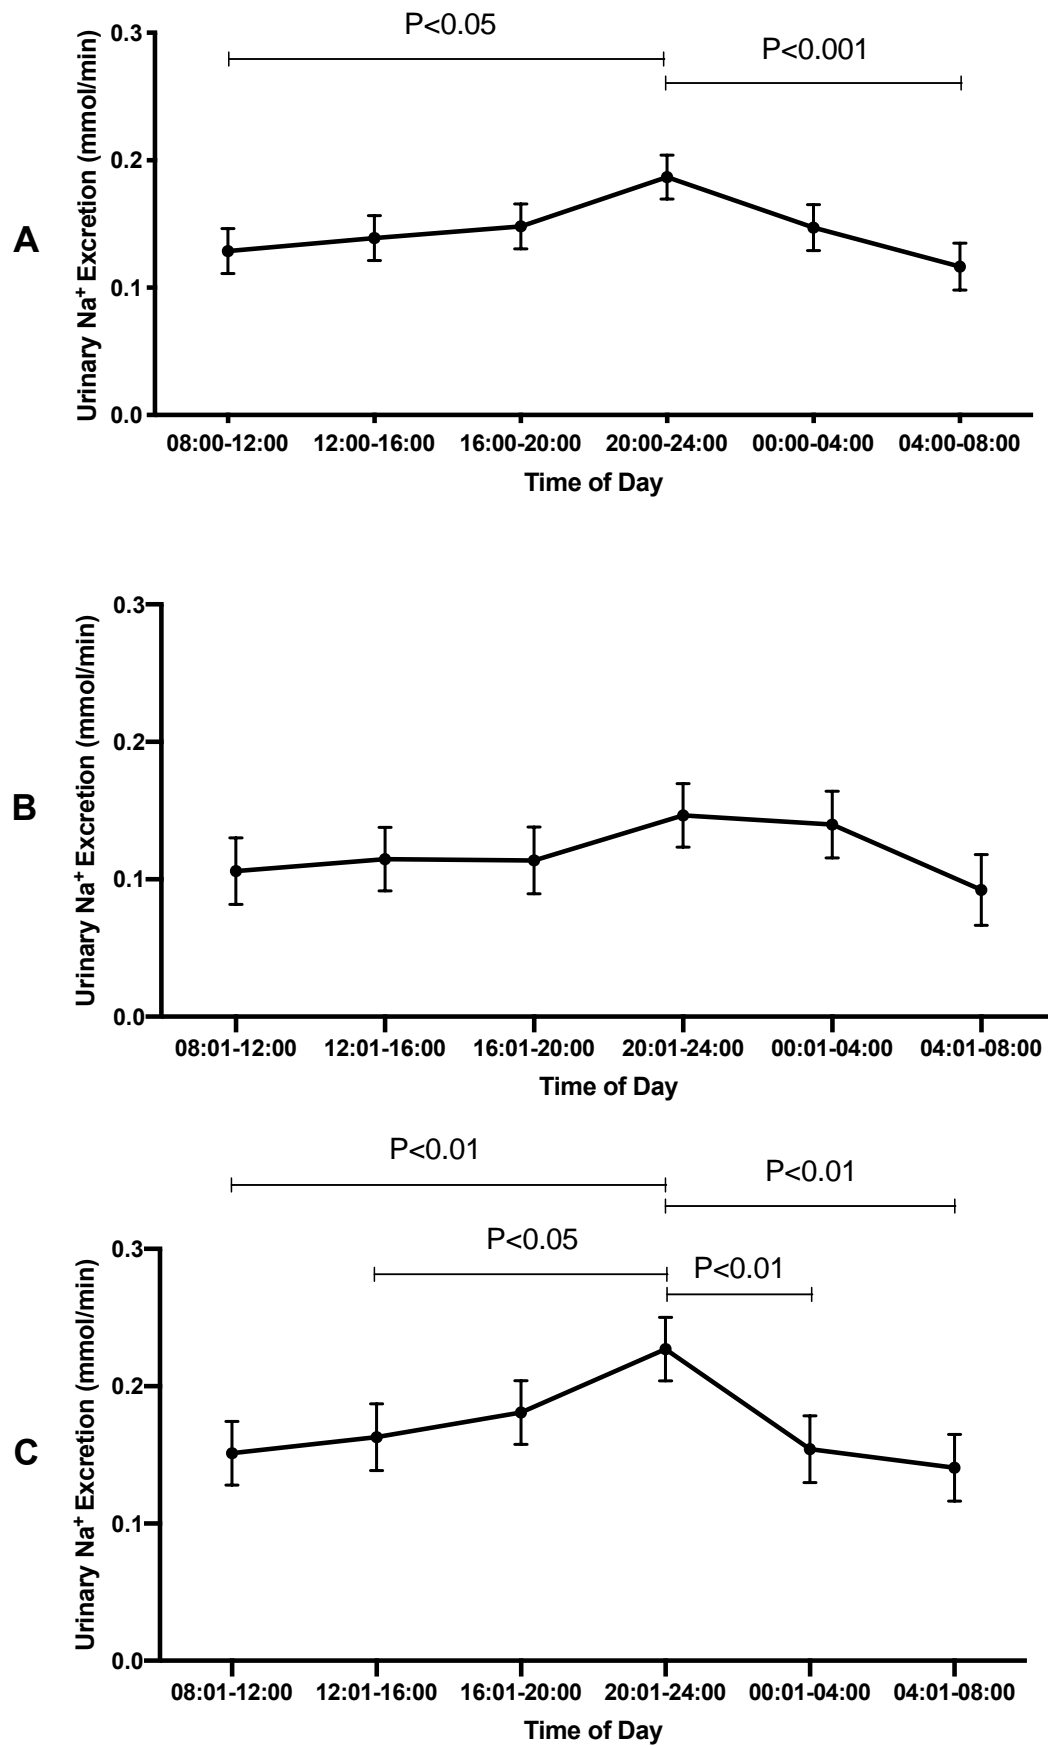 A
Urinary Na⁺ Excretion (mmol/min)
0.3
0.2
0.1
0.0
P<0.05
P<0.001
08:00-12:00 12:00-16:00 16:00-20:00 20:00-24:00 00:00-04:00 04:00-08:00
Time of Day
B
Urinary Na⁺ Excretion (mmol/min)
0.3
0.2
0.1
0.0
08:01-12:00 12:01-16:00 16:01-20:00 20:01-24:00 00:01-04:00 04:01-08:00
Time of Day
C
Urinary Na⁺ Excretion (mmol/min)
P<0.01
P<0.01
P<0.05
P<0.01
0.3
0.2
0.1
0.0
08:01-12:00 12:01-16:00 16:01-20:00 20:01-24:00 00:01-04:00 04:01-08:00
Time of Day